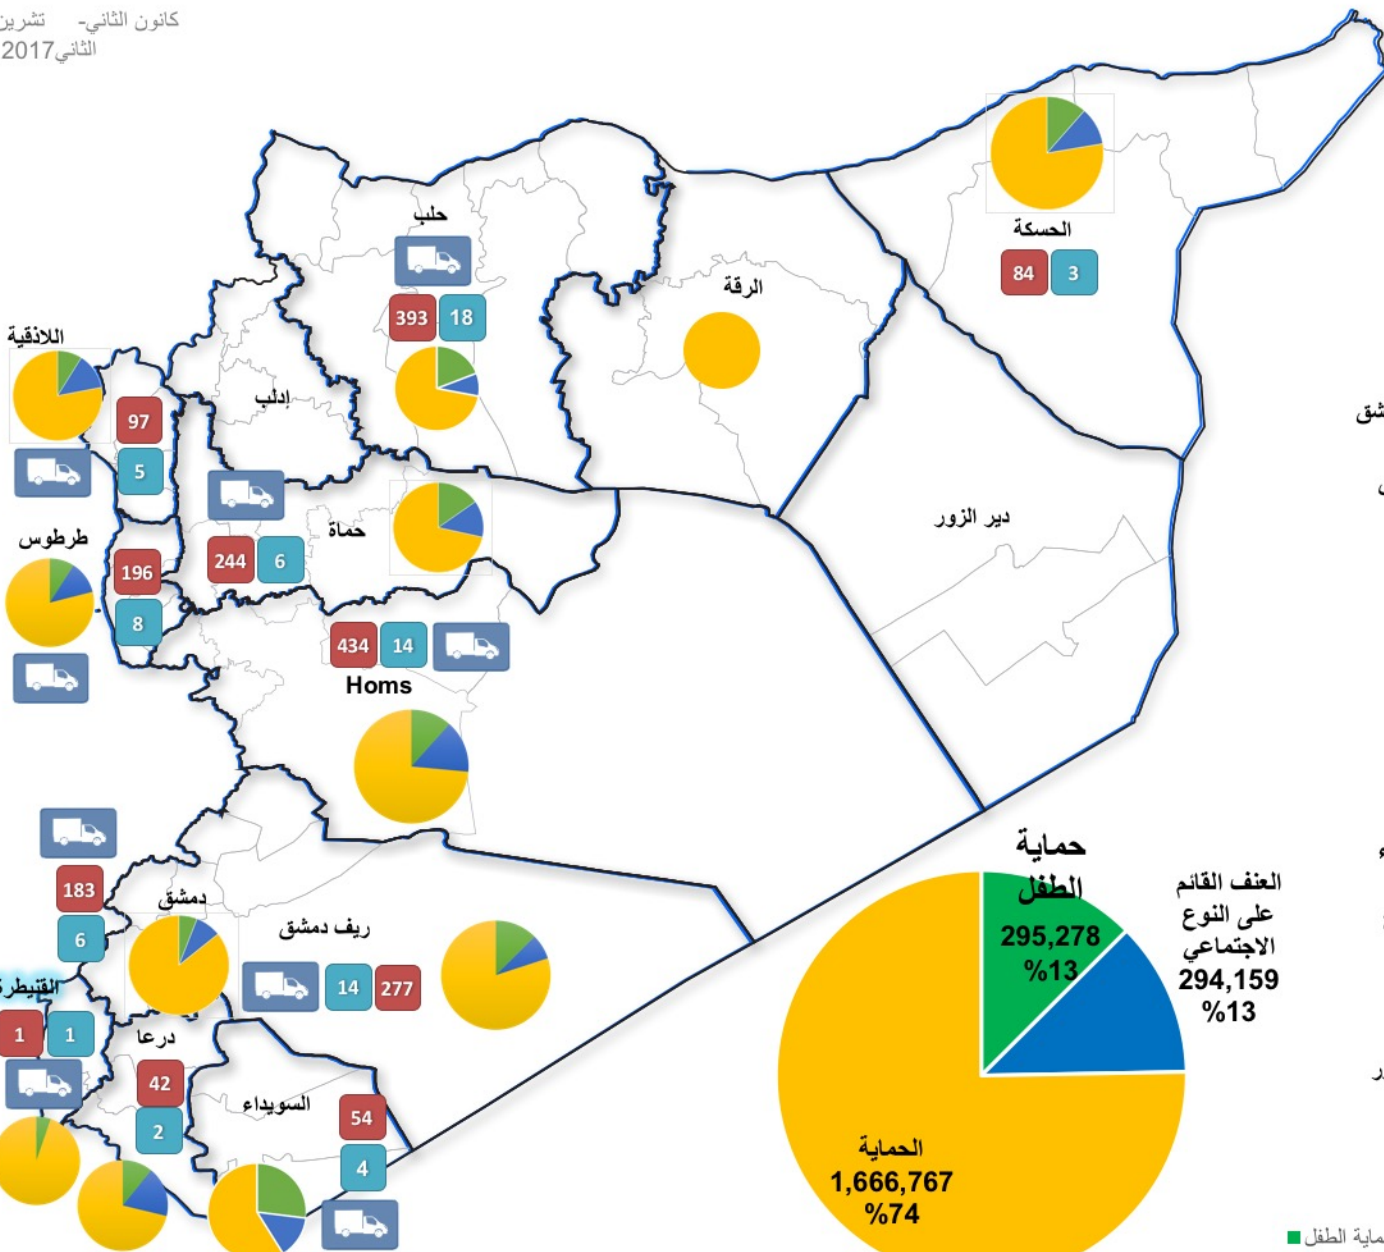 كانون الثاني- تشرين
الثاني2017
الحسكة
84 3
حلب
393 18
الرقة
اللاذقية
97
5
إدلب
دير الزور
حماة
244 6
طرطوس
196
8
434 14
Homs
183
6
دمشق
ريف دمشق
14 277
القنيطرة
1 1
درعا
42
2
السويداء
54
4
حماية
الطفل
295,278
%13
العنف القائم
على النوع
الاجتماعي
294,159
%13
الحماية
1,666,767
%74